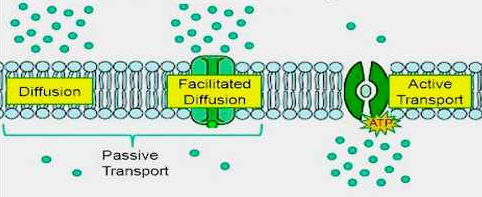 Diffusion
Facilitated
Diffusion
Active
Transport
ATP
Passive
Transport